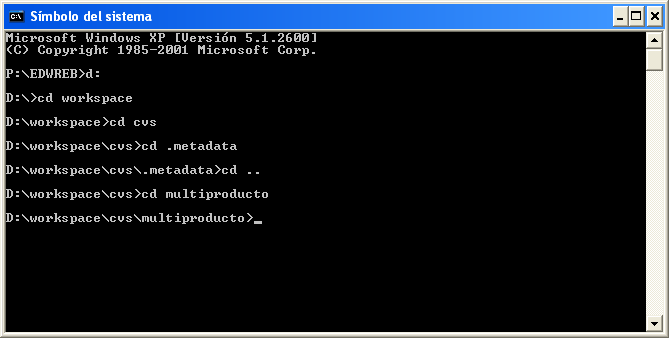 Símbolo del sistema
Microsoft Windows XP [Versión 5.1.2600]
(C) Copyright 1985-2001 Microsoft Corp.
P:\EDWREB>d:
D:\>cd workspace
D:\workspace>cd cvs
D:\workspace\cvs>cd .metadata
D:\workspace\cvs\.metadata>cd ..
D:\workspace\cvs>cd multiproducto
D:\workspace\cvs\multiproducto>_